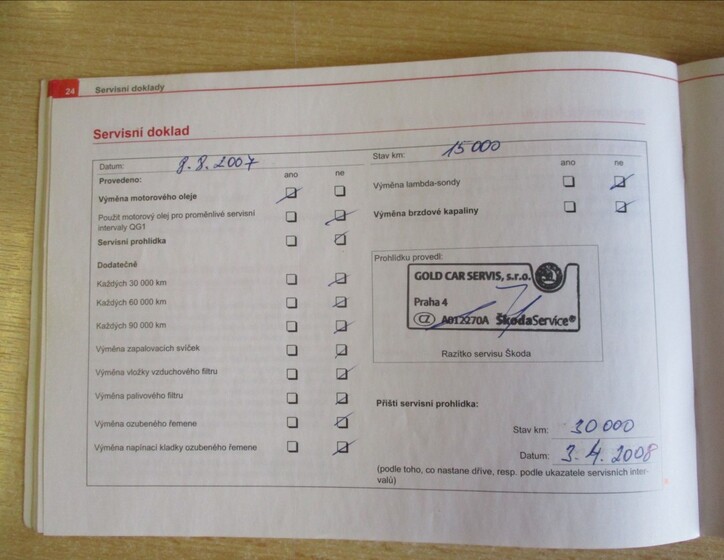 24 Servisní doklady
Servisní doklad
Datum: 8. 8. 2007
Stav km: 15 000
Provedeno: ano ne
ano ne
Výměna motorového oleje
Výměna lambda-sondy
Použit motorový olej pro proměnlivé servisní
intervaly QG1
Výměna brzdové kapaliny
Servisní prohlídka
Dodatečně
Každých 30 000 km
Každých 60 000 km
Každých 90 000 km
Výměna zapalovacích svíček
Výměna vložky vzduchového filtru
Výměna palivového filtru
Výměna ozubeného řemene
Výměna napínací kladky ozubeného řemene
Prohlídku provedl:
GOLD CAR SERVIS, s.r.o.
Praha 4
CZ A012270A ŠkodaService®
Razítko servisu Škoda
Příští servisní prohlídka:
Stav km: 30 000
Datum: 3. 4. 2008
(podle toho, co nastane dříve, resp. podle ukazatele servisních inter-
valů)